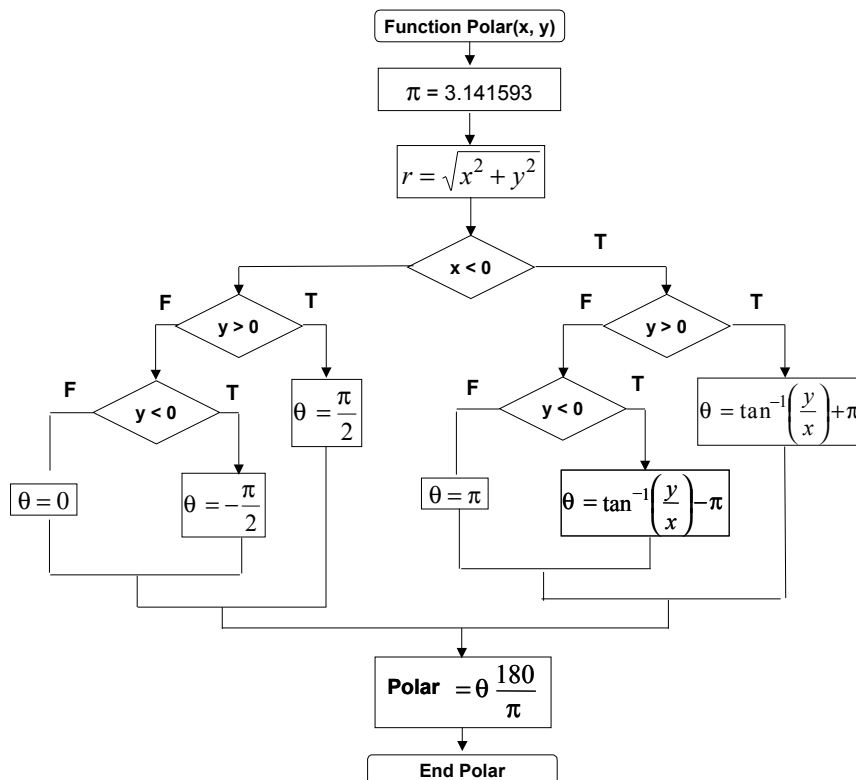 Function Polar(x, y)
π = 3.141593
r = √(x² + y²)
x < 0
T
F
y > 0
T
F
y > 0
T
F
y < 0
T
θ = π/2
F
y < 0
T
θ = tan⁻¹(y/x) + π
θ = 0
θ = −π/2
θ = π
θ = tan⁻¹(y/x) − π
Polar = θ 180/π
End Polar